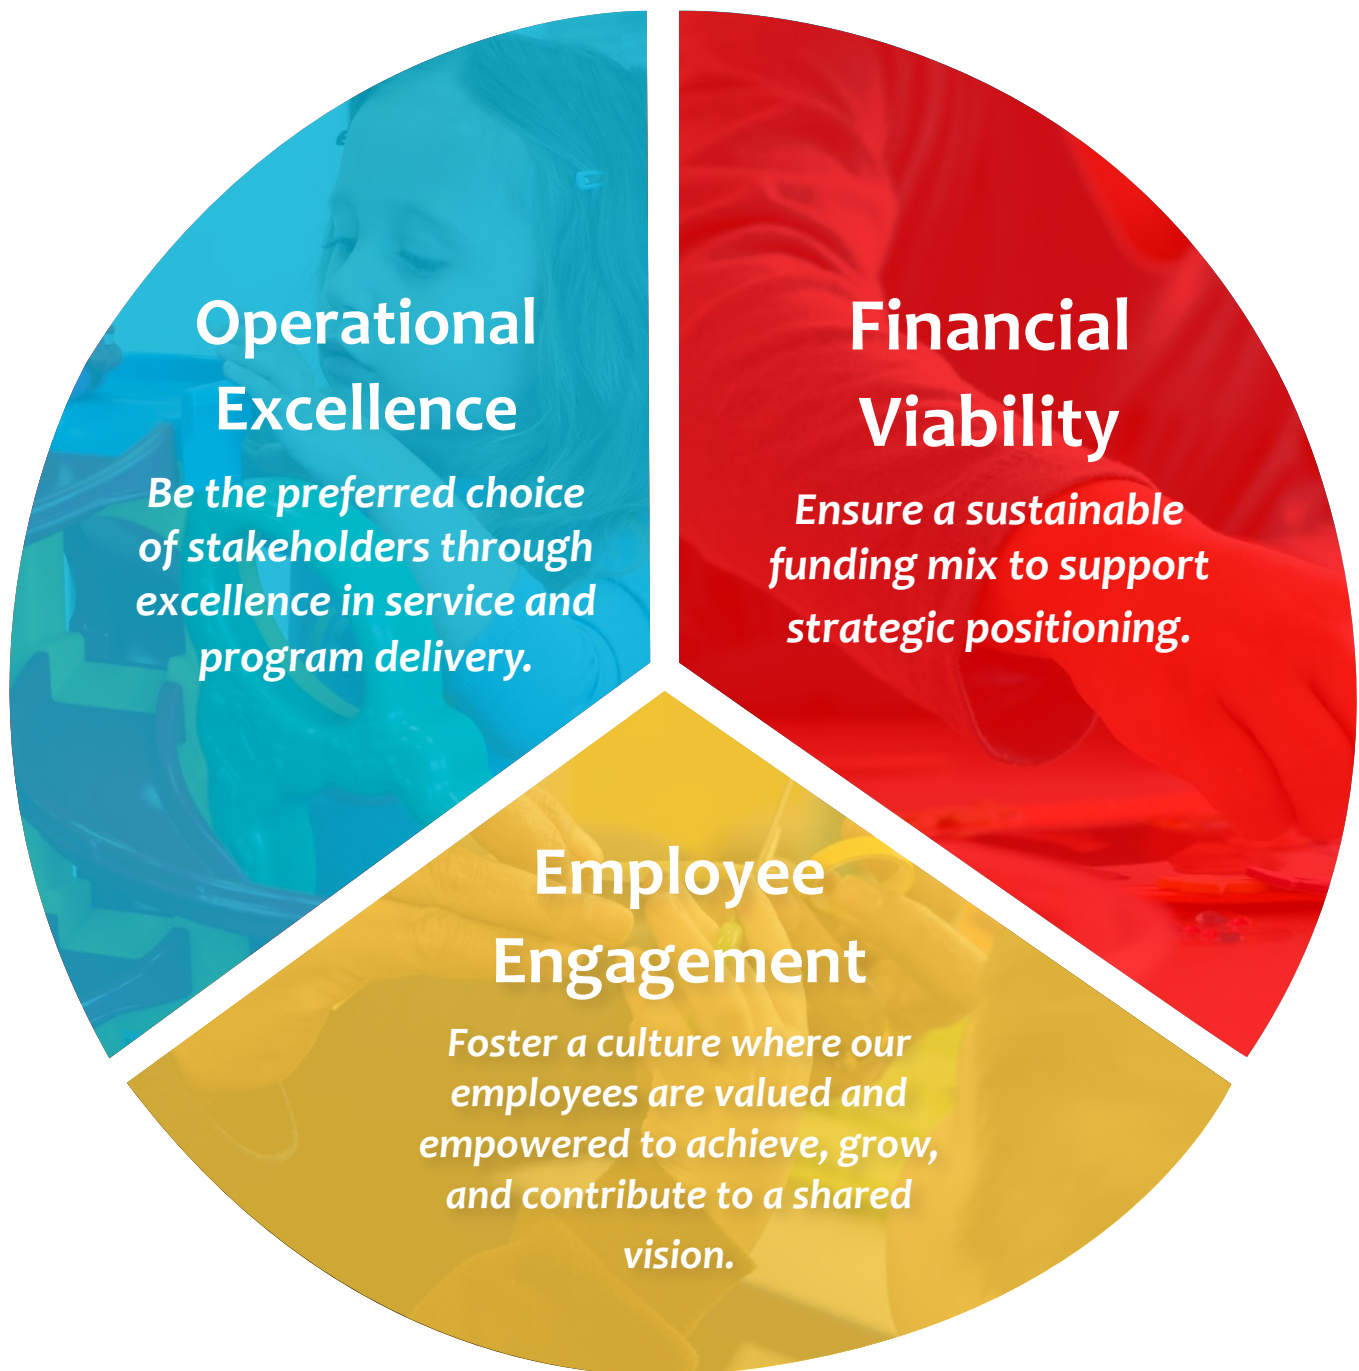 Operational
Excellence
Be the preferred choice
of stakeholders through
excellence in service and
program delivery.
Financial
Viability
Ensure a sustainable
funding mix to support
strategic positioning.
Employee
Engagement
Foster a culture where our
employees are valued and
empowered to achieve, grow,
and contribute to a shared
vision.